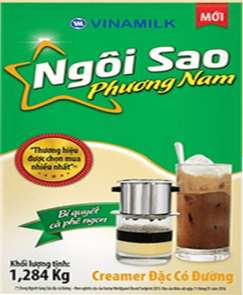 VINAMILK
MỚI
Ngôi Sao
Phương Nam
"Thương hiệu
được chọn mua
nhiều nhất"(*)
Bí quyết
cà phê ngon
Khối lượng tịnh:
1,284 Kg
Creamer Đặc Có Đường